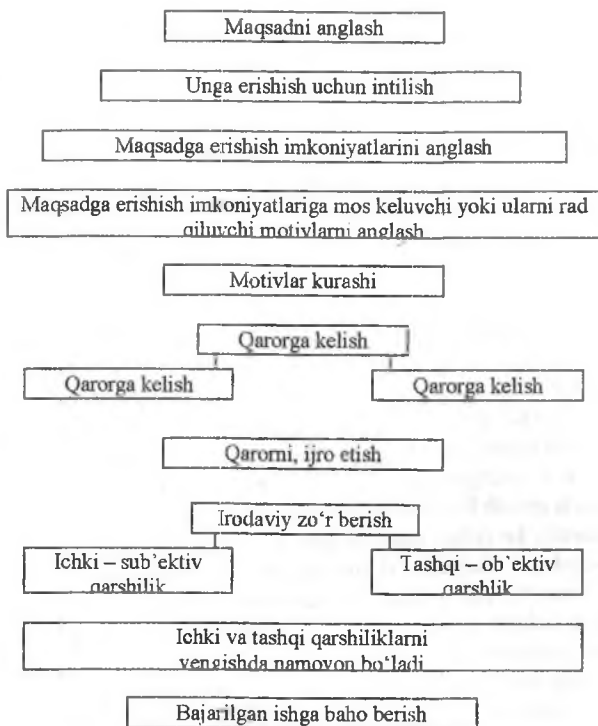 Maqsadni anglash
Unga erishish uchun intilish
Maqsadga erishish imkoniyatlarini anglash
Maqsadga erishish imkoniyatlariga mos keluvchi yoki ularni rad
qiluvchi motivlarni anglash
Motivlar kurashi
Qarorga kelish
Qarorga kelish
Qarorga kelish
Qarorni, ijro etish
Irodaviy zo‘r berish
Ichki – sub`ektiv
qarshilik
Tashqi – ob`ektiv
qarshlik
Ichki va tashqi qarshiliklarni
yengishda namoyon bo‘ladi
Bajarilgan ishga baho berish